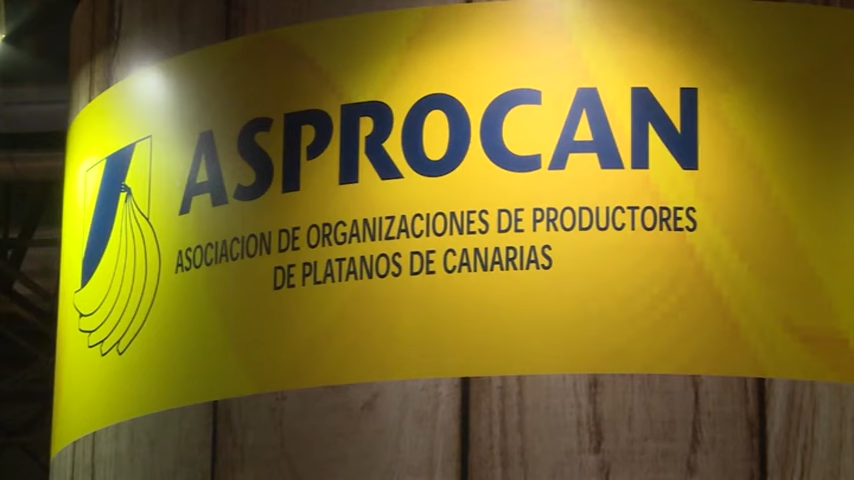 ASPROCAN
ASOCIACION DE ORGANIZACIONES DE PRODUCTORES
DE PLATANOS DE CANARIAS